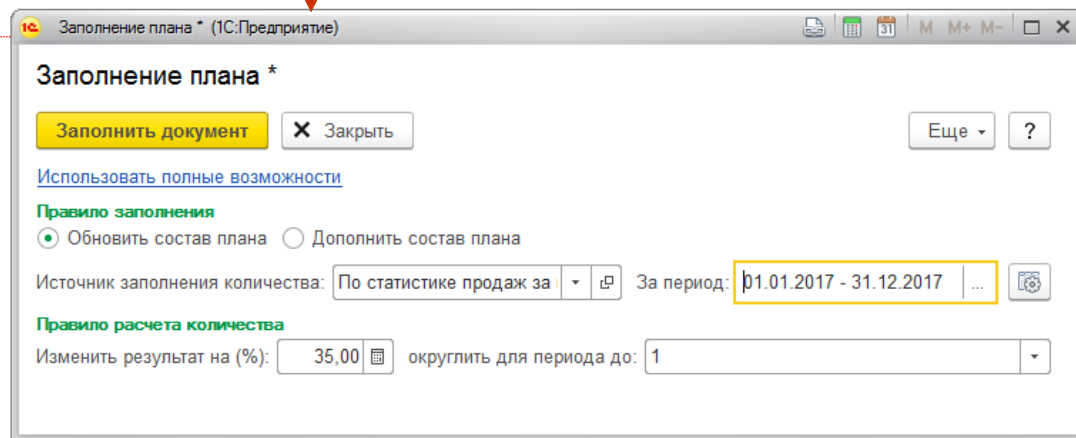 1С Заполнение плана * (1С:Предприятие) 31 M M+ M-
Заполнение плана *
Заполнить документ Закрыть Еще ?
Использовать полные возможности
Правило заполнения
Обновить состав плана Дополнить состав плана
Источник заполнения количества: По статистике продаж за За период: 01.01.2017 - 31.12.2017 ...
Правило расчета количества
Изменить результат на (%): 35,00 округлить для периода до: 1